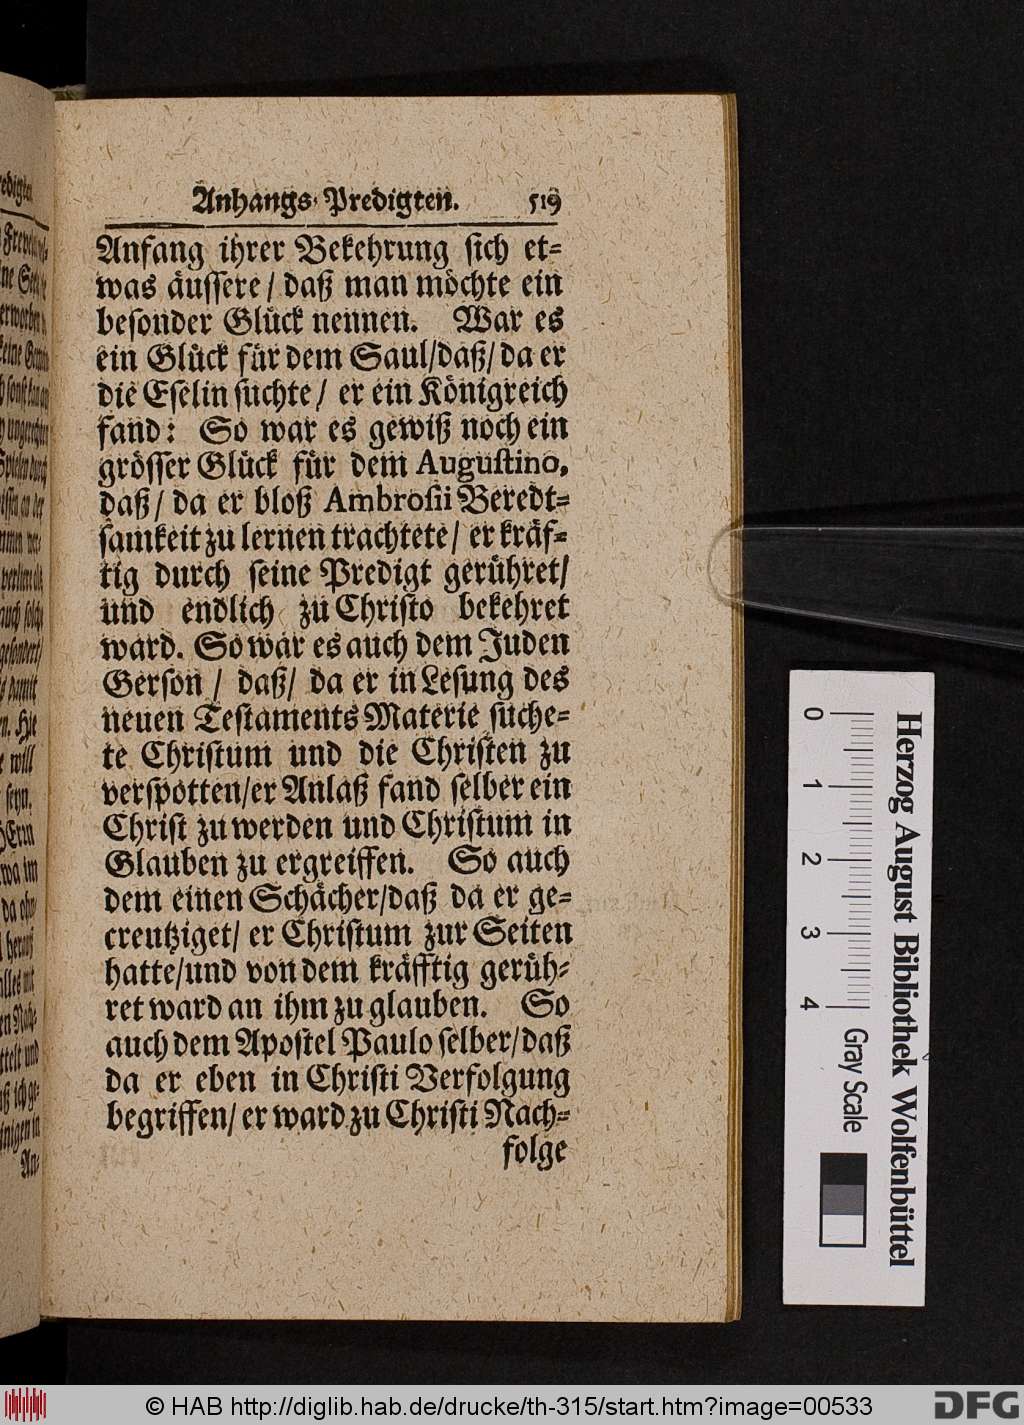 Anhangs-Predigten. 519
Anfang ihrer Bekehrung sich et-
was äussere / daß man möchte ein
besonder Glück nennen. War es
ein Glück für dem Saul/daß/ da er
die Eselin suchte / er ein Königreich
fand: So war es gewiß noch ein
grösser Glück für dem Augustino,
daß/ da er bloß Ambrosii Beredt-
samkeit zu lernen trachtete/ er kräf-
tig durch seine Predigt gerühret/
und endlich zu Christo bekehret
ward. So war es auch dem Juden
Gerson / daß/ da er in Lesung des
neuen Testaments Materie suche-
te Christum und die Christen zu
verspotten/er Anlaß fand selber ein
Christ zu werden und Christum in
Glauben zu ergreiffen. So auch
dem einen Schächer/daß da er ge-
creutziget/ er Christum zur Seiten
hatte/und von dem kräfftig gerüh-
ret ward an ihm zu glauben. So
auch dem Apostel Paulo selber/daß
da er eben in Christi Verfolgung
begriffen/ er ward zu Christi Nach-
folge
Herzog August Bibliothek Wolfenbüttel
0 1 2 3 4 Gray Scale
© HAB http://diglib.hab.de/drucke/th-315/start.htm?image=00533
DFG